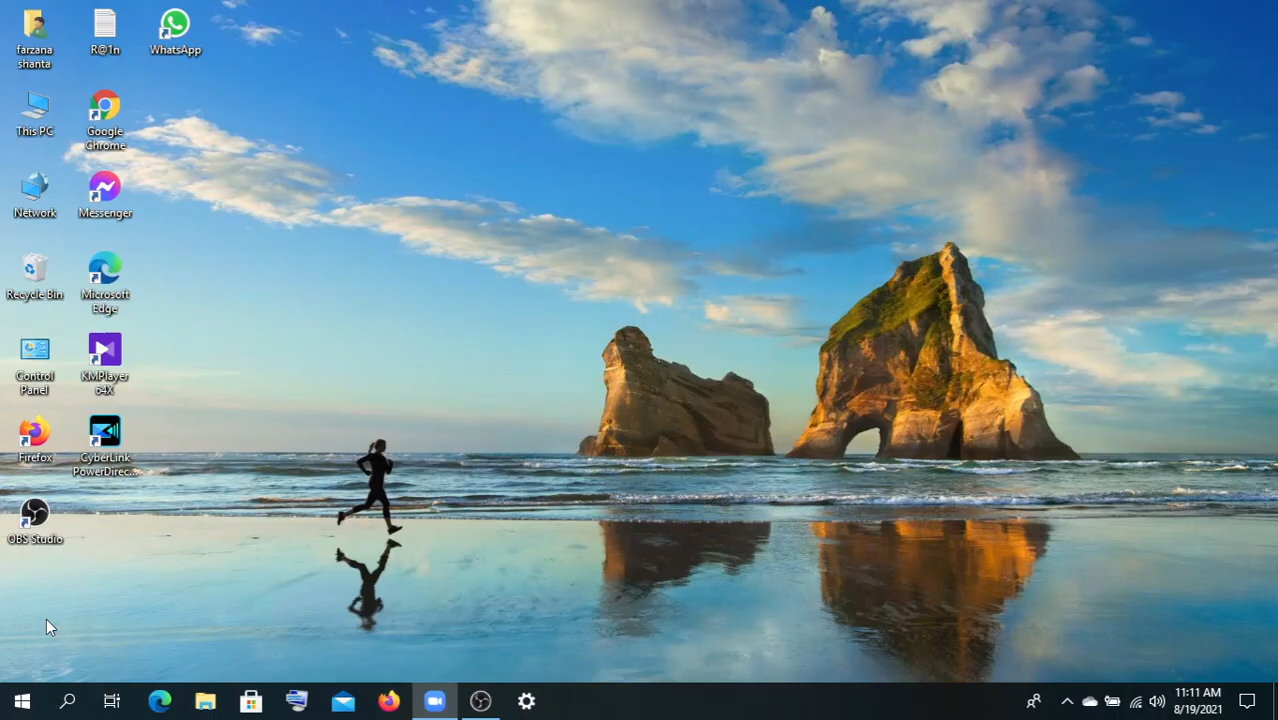 farzana
shanta
R@1n
WhatsApp
This PC
Google
Chrome
Network
Messenger
Recycle Bin
Microsoft
Edge
Control
Panel
KMPlayer
64X
Firefox
CyberLink
PowerDirec...
OBS Studio
11:11 AM
8/19/2021